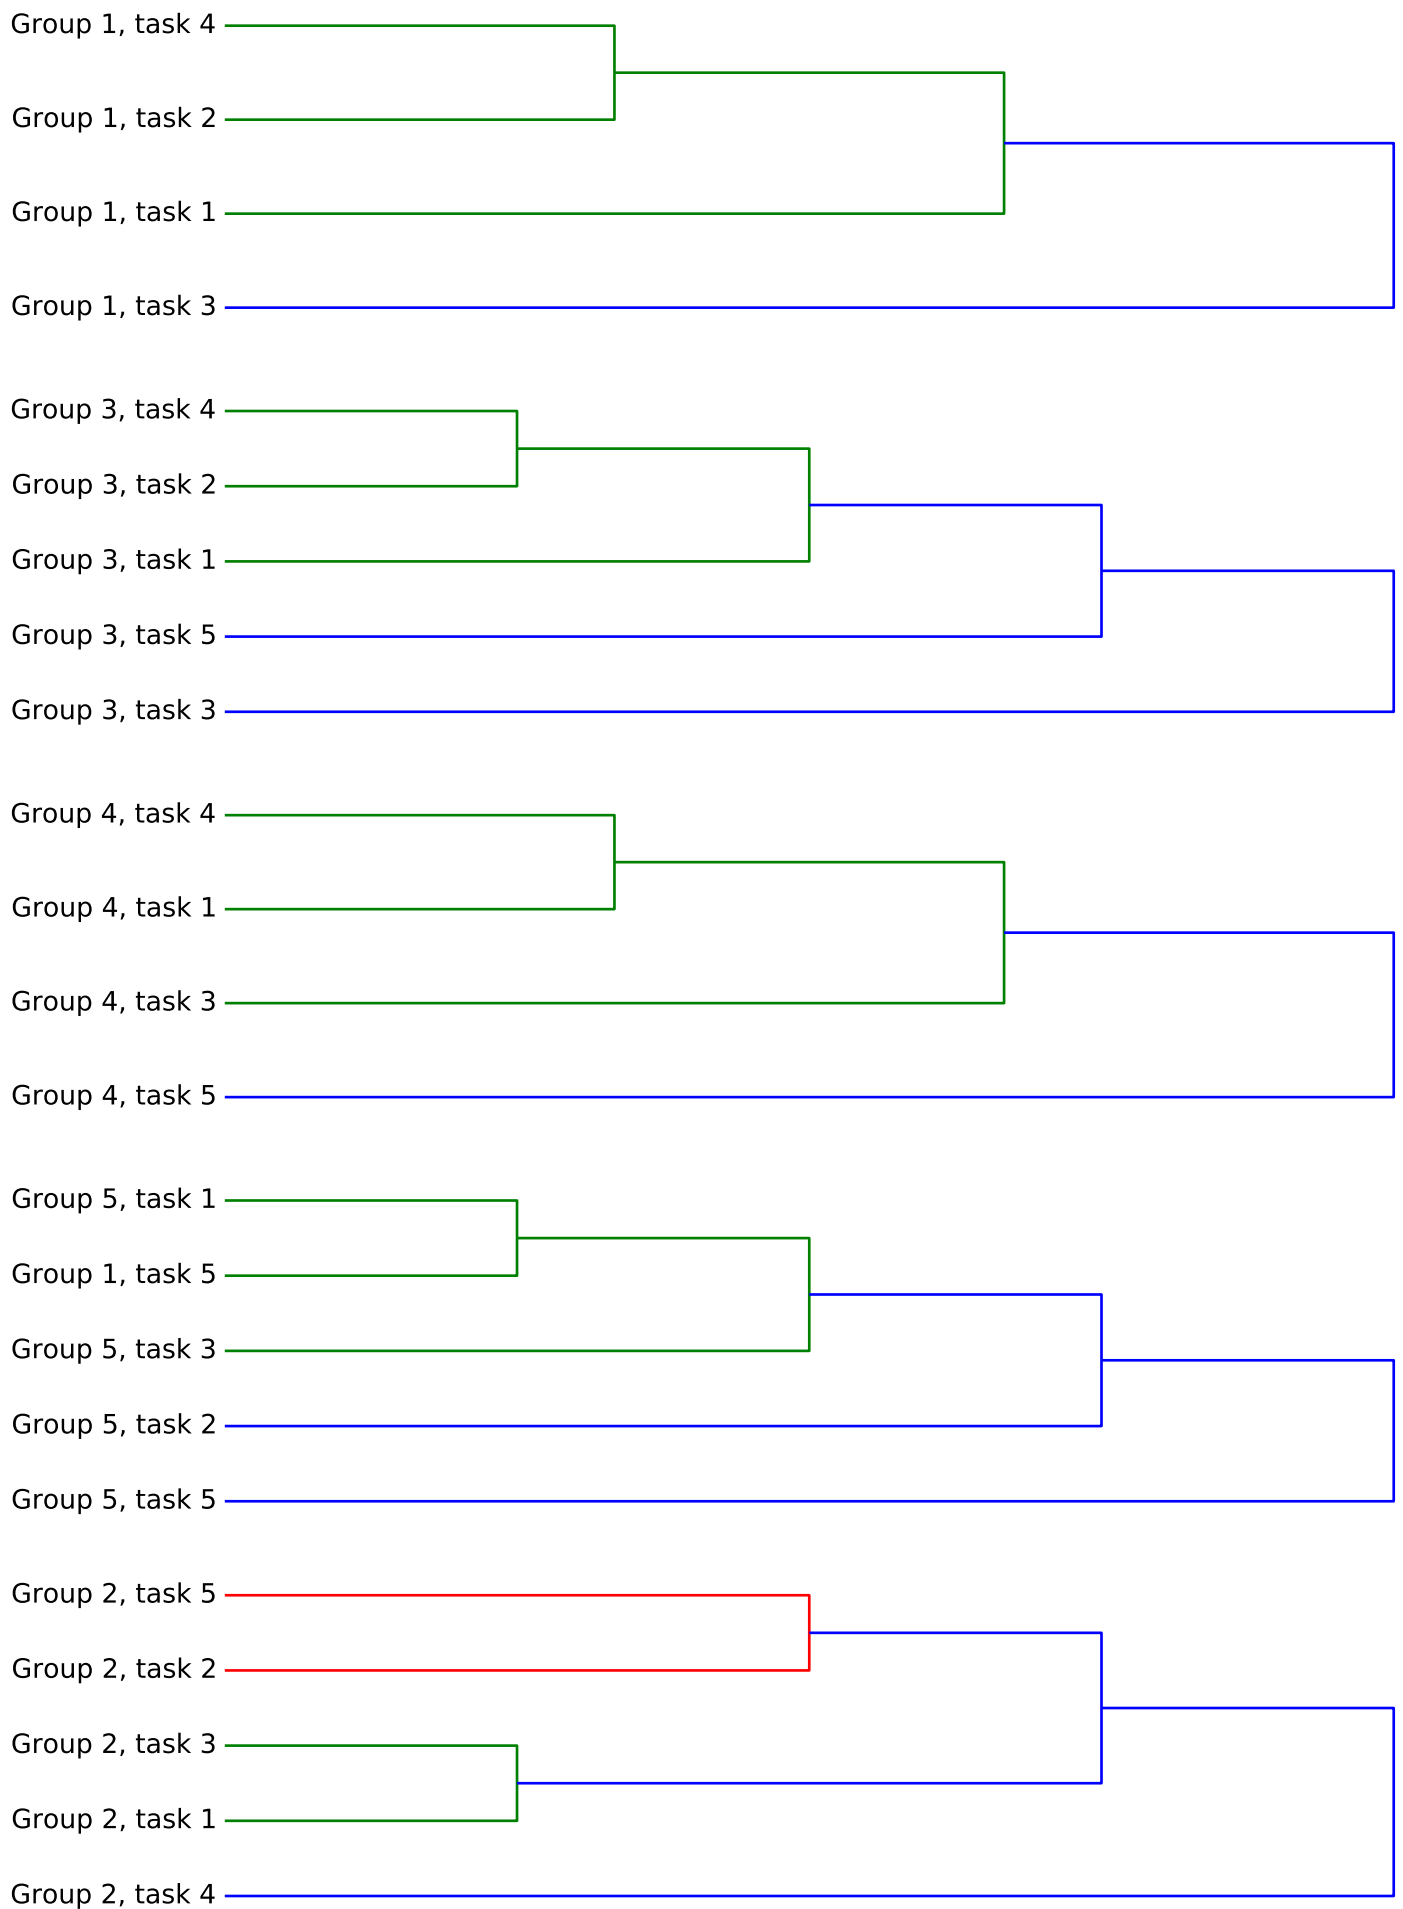 Group 1, task 4
Group 1, task 2
Group 1, task 1
Group 1, task 3
Group 3, task 4
Group 3, task 2
Group 3, task 1
Group 3, task 5
Group 3, task 3
Group 4, task 4
Group 4, task 1
Group 4, task 3
Group 4, task 5
Group 5, task 1
Group 1, task 5
Group 5, task 3
Group 5, task 2
Group 5, task 5
Group 2, task 5
Group 2, task 2
Group 2, task 3
Group 2, task 1
Group 2, task 4